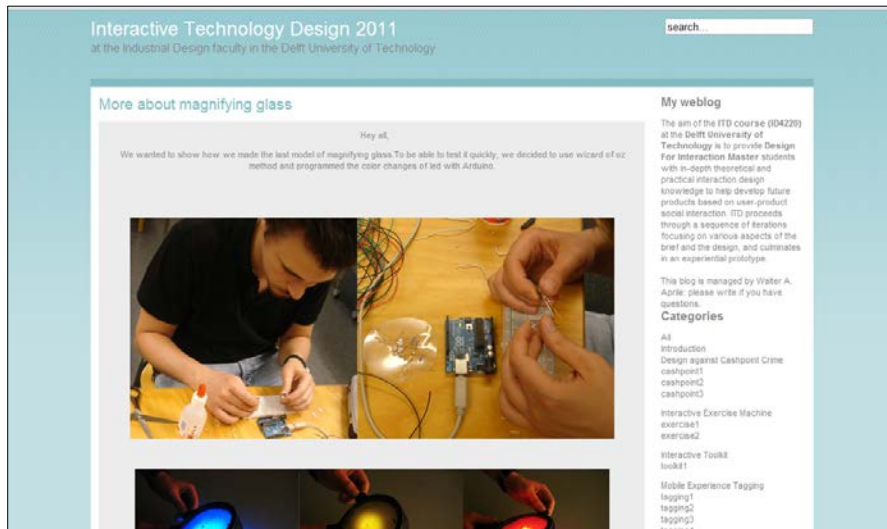 Interactive Technology Design 2011
at the Industrial Design faculty in the Delft University of Technology
search...
More about magnifying glass
Hey all,
We wanted to show how we made the last model of magnifying glass.To be able to test it quickly, we decided to use wizard of oz
method and programmed the color changes of led with Arduino.
My weblog
The aim of the ITD course (ID4220)
at the Delft University of
Technology is to provide Design
For Interaction Master students
with in-depth theoretical and
practical interaction design
knowledge to help develop future
products based on user-product
social interaction. ITD proceeds
through a sequence of iterations
focusing on various aspects of the
brief and the design, and culminates
in an experiential prototype.
This blog is managed by Walter A.
Aprile: please write if you have
questions.
Categories
All
Introduction
Design against Cashpoint Crime
cashpoint1
cashpoint2
cashpoint3
Interactive Exercise Machine
exercise1
exercise2
Interactive Toolkit
toolkit1
Mobile Experience Tagging
tagging1
tagging2
tagging3